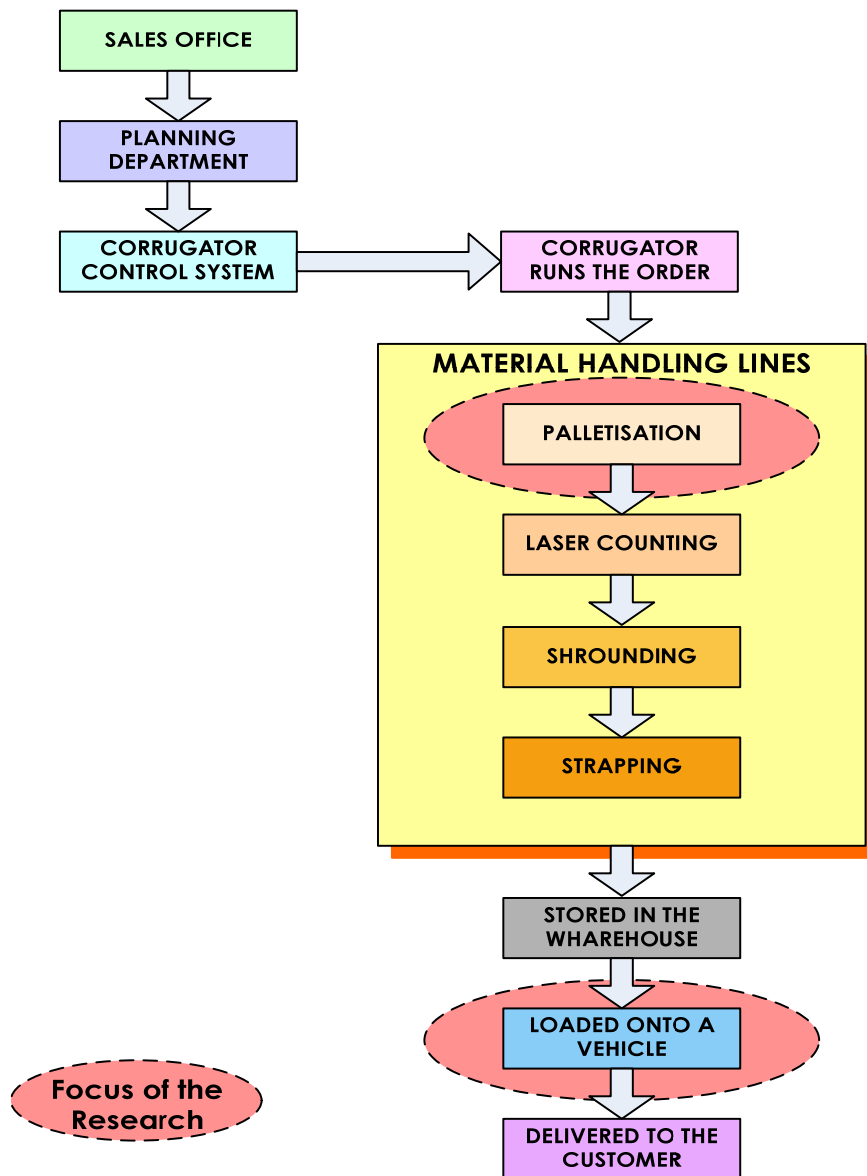 SALES OFFICE
PLANNING
DEPARTMENT
CORRUGATOR
CONTROL SYSTEM
CORRUGATOR
RUNS THE ORDER
MATERIAL HANDLING LINES
PALLETISATION
LASER COUNTING
SHROUNDING
STRAPPING
STORED IN THE
WHAREHOUSE
LOADED ONTO A
VEHICLE
DELIVERED TO THE
CUSTOMER
Focus of the
Research